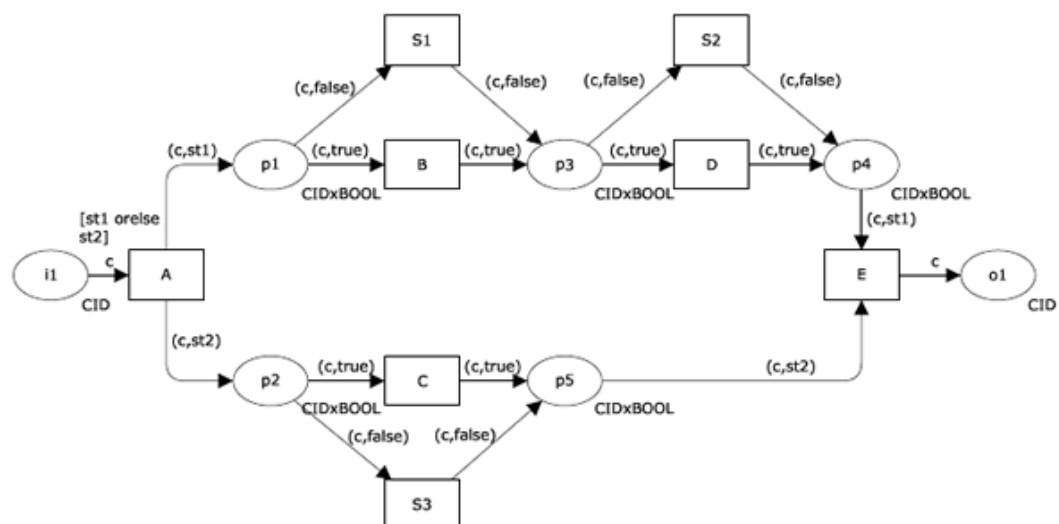 S1
S2
(c,false)
(c,false)
(c,false)
(c,false)
(c,st1)
p1
(c,true)
B
(c,true)
p3
(c,true)
D
(c,true)
p4
CIDxBOOL
CIDxBOOL
CIDxBOOL
[st1 orelse
st2]
(c,st1)
i1
c
A
E
c
o1
CID
CID
(c,st2)
p2
(c,true)
C
(c,true)
p5
(c,st2)
CIDxBOOL
CIDxBOOL
(c,false)
(c,false)
S3